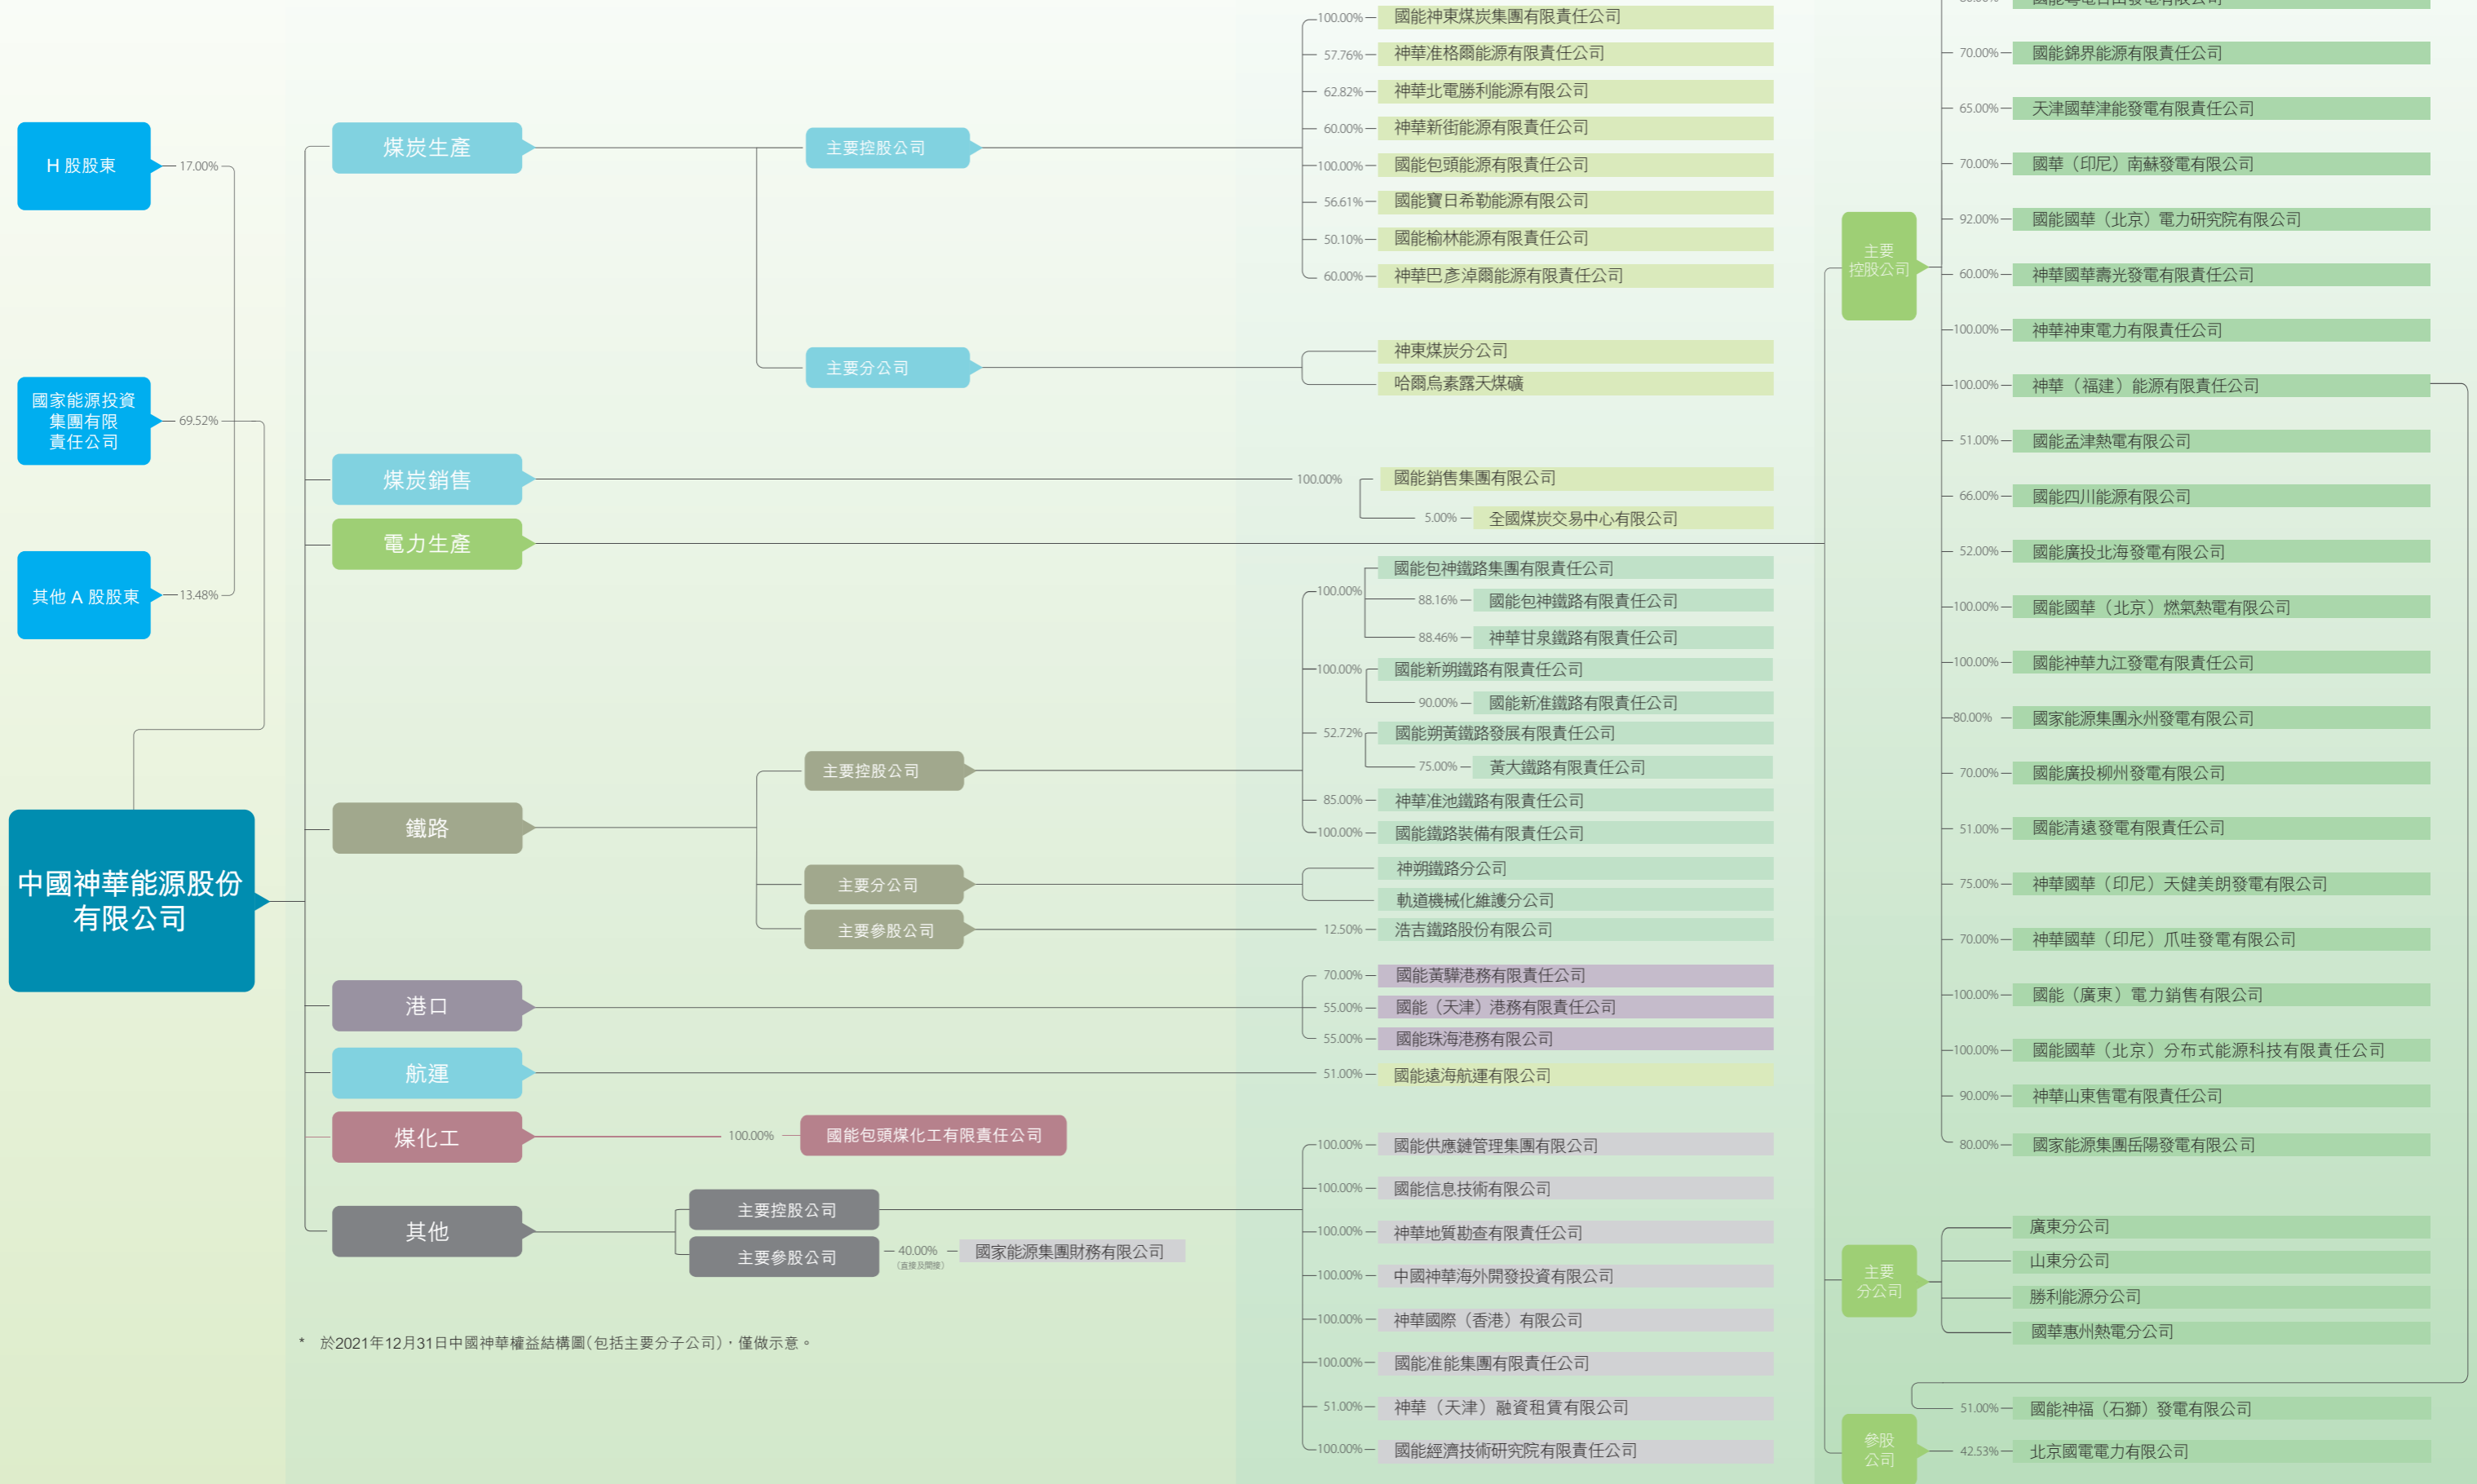 H 股股東
17.00%
國家能源投資
集團有限
責任公司
69.52%
其他 A 股股東
13.48%
中國神華能源股份
有限公司
煤炭生產
主要控股公司
100.00%
國能神東煤炭集團有限責任公司
57.76%
神華准格爾能源有限責任公司
62.82%
神華北電勝利能源有限公司
60.00%
神華新街能源有限責任公司
100.00%
國能包頭能源有限責任公司
56.61%
國能寶日希勒能源有限公司
50.10%
國能榆林能源有限責任公司
60.00%
神華巴彥淖爾能源有限責任公司
主要分公司
神東煤炭分公司
哈爾烏素露天煤礦
煤炭銷售
100.00%
國能銷售集團有限公司
5.00%
全國煤炭交易中心有限公司
電力生產
鐵路
主要控股公司
100.00%
國能包神鐵路集團有限責任公司
88.16%
國能包神鐵路有限責任公司
88.46%
神華甘泉鐵路有限責任公司
100.00%
國能新朔鐵路有限責任公司
90.00%
國能新准鐵路有限責任公司
52.72%
國能朔黃鐵路發展有限責任公司
75.00%
黃大鐵路有限責任公司
85.00%
神華准池鐵路有限責任公司
100.00%
國能鐵路裝備有限責任公司
主要分公司
神朔鐵路分公司
軌道機械化維護分公司
主要參股公司
12.50%
浩吉鐵路股份有限公司
港口
70.00%
國能黃驊港務有限責任公司
55.00%
國能（天津）港務有限責任公司
55.00%
國能珠海港務有限公司
航運
51.00%
國能遠海航運有限公司
煤化工
100.00%
國能包頭煤化工有限責任公司
其他
主要控股公司
100.00%
國能供應鏈管理集團有限公司
100.00%
國能信息技術有限公司
100.00%
神華地質勘查有限責任公司
100.00%
中國神華海外開發投資有限公司
100.00%
神華國際（香港）有限公司
100.00%
國能准能集團有限責任公司
51.00%
神華（天津）融資租賃有限公司
100.00%
國能經濟技術研究院有限責任公司
主要參股公司
40.00%
（直接及間接）
國家能源集團財務有限公司
主要
控股公司
70.00%
國能錦界能源有限責任公司
65.00%
天津國華津能發電有限責任公司
70.00%
國華（印尼）南蘇發電有限公司
92.00%
國能國華（北京）電力研究院有限公司
60.00%
神華國華壽光發電有限責任公司
100.00%
神華神東電力有限責任公司
100.00%
神華（福建）能源有限責任公司
51.00%
國能孟津熱電有限公司
66.00%
國能四川能源有限公司
52.00%
國能廣投北海發電有限公司
100.00%
國能國華（北京）燃氣熱電有限公司
100.00%
國能神華九江發電有限責任公司
80.00%
國家能源集團永州發電有限公司
70.00%
國能廣投柳州發電有限公司
51.00%
國能清遠發電有限責任公司
75.00%
神華國華（印尼）天健美朗發電有限公司
70.00%
神華國華（印尼）爪哇發電有限公司
100.00%
國能（廣東）電力銷售有限公司
100.00%
國能國華（北京）分布式能源科技有限責任公司
90.00%
神華山東售電有限責任公司
80.00%
國家能源集團岳陽發電有限公司
主要
分公司
廣東分公司
山東分公司
勝利能源分公司
國華惠州熱電分公司
51.00%
國能神福（石獅）發電有限公司
參股
公司
42.53%
北京國電電力有限公司
* 於2021年12月31日中國神華權益結構圖（包括主要分子公司），僅做示意。